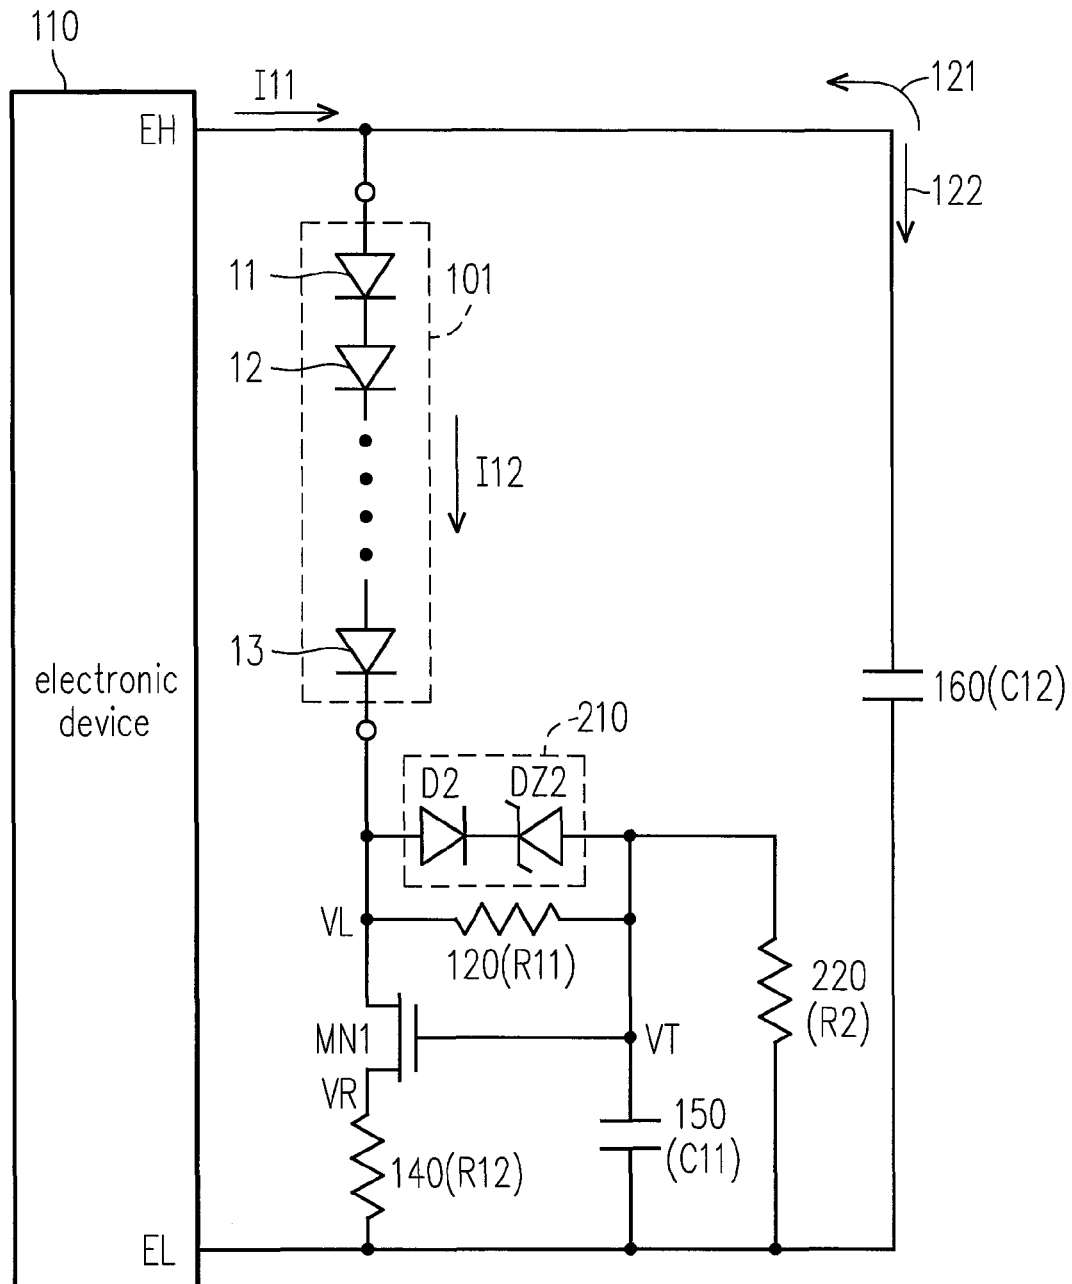 110
I11
121
EH
122
11
101
12
I12
13
electronic
device
160(C12)
210
D2
DZ2
VL
120(R11)
220
(R2)
MN1
VT
VR
150
(C11)
140(R12)
EL